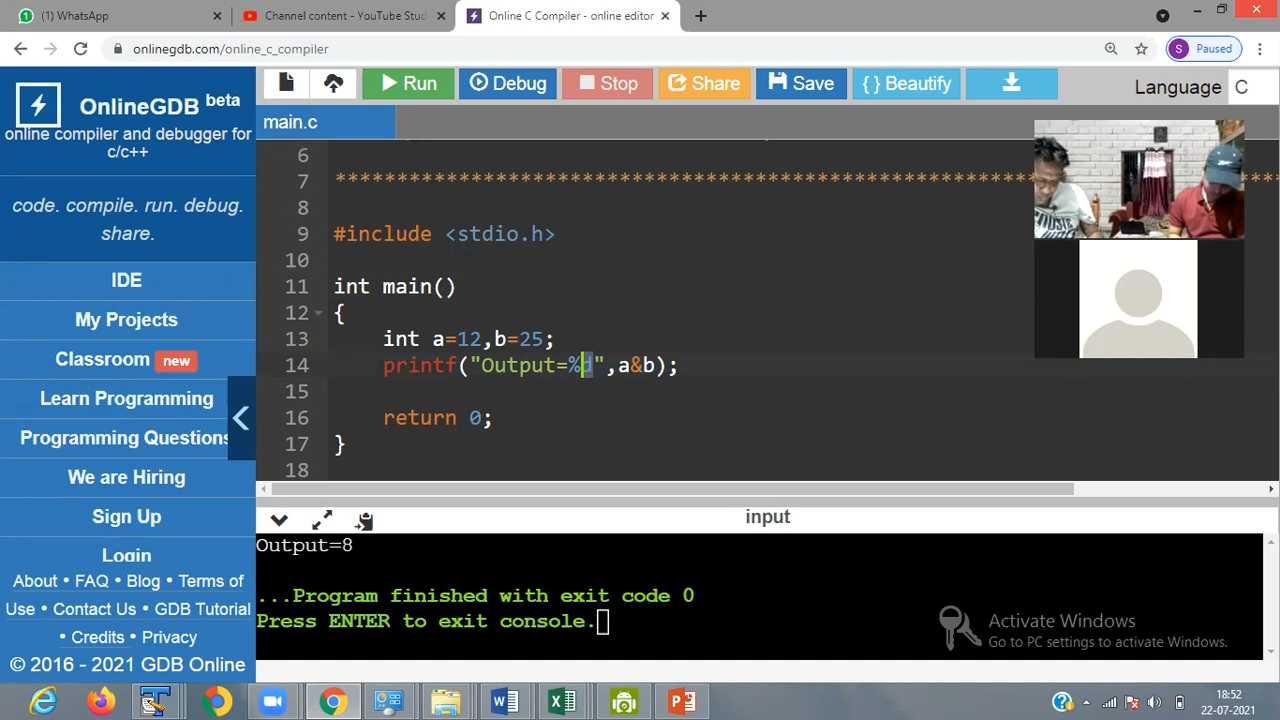 (1) WhatsApp
Channel content - YouTube Stud
Online C Compiler - online editor
onlinegdb.com/online_c_compiler
S Paused
OnlineGDB beta
online compiler and debugger for
c/c++
code. compile. run. debug.
share.
IDE
My Projects
Classroom new
Learn Programming
Programming Questions
We are Hiring
Sign Up
Login
About • FAQ • Blog • Terms of
Use • Contact Us • GDB Tutorial
• Credits • Privacy
© 2016 - 2021 GDB Online
Run
Debug
Stop
Share
Save
{ } Beautify
Language C
main.c
6
7 ********************************************************
8
9 #include <stdio.h>
10
11 int main()
12 {
13 int a=12,b=25;
14 printf("Output=%d",a&b);
15
16 return 0;
17 }
18
input
Output=8
...Program finished with exit code 0
Press ENTER to exit console.
Activate Windows
Go to PC settings to activate Windows.
18:52
22-07-2021